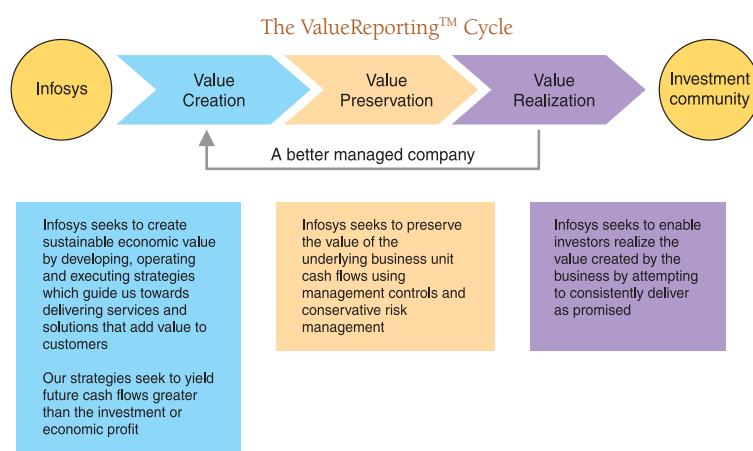 The ValueReporting™ Cycle
Infosys
Value
Creation
Value
Preservation
Value
Realization
Investment
community
A better managed company
Infosys seeks to create
sustainable economic value
by developing, operating
and executing strategies
which guide us towards
delivering services and
solutions that add value to
customers
Our strategies seek to yield
future cash flows greater
than the investment or
economic profit
Infosys seeks to preserve
the value of the
underlying business unit
cash flows using
management controls and
conservative risk
management
Infosys seeks to enable
investors realize the
value created by the
business by attempting
to consistently deliver
as promised